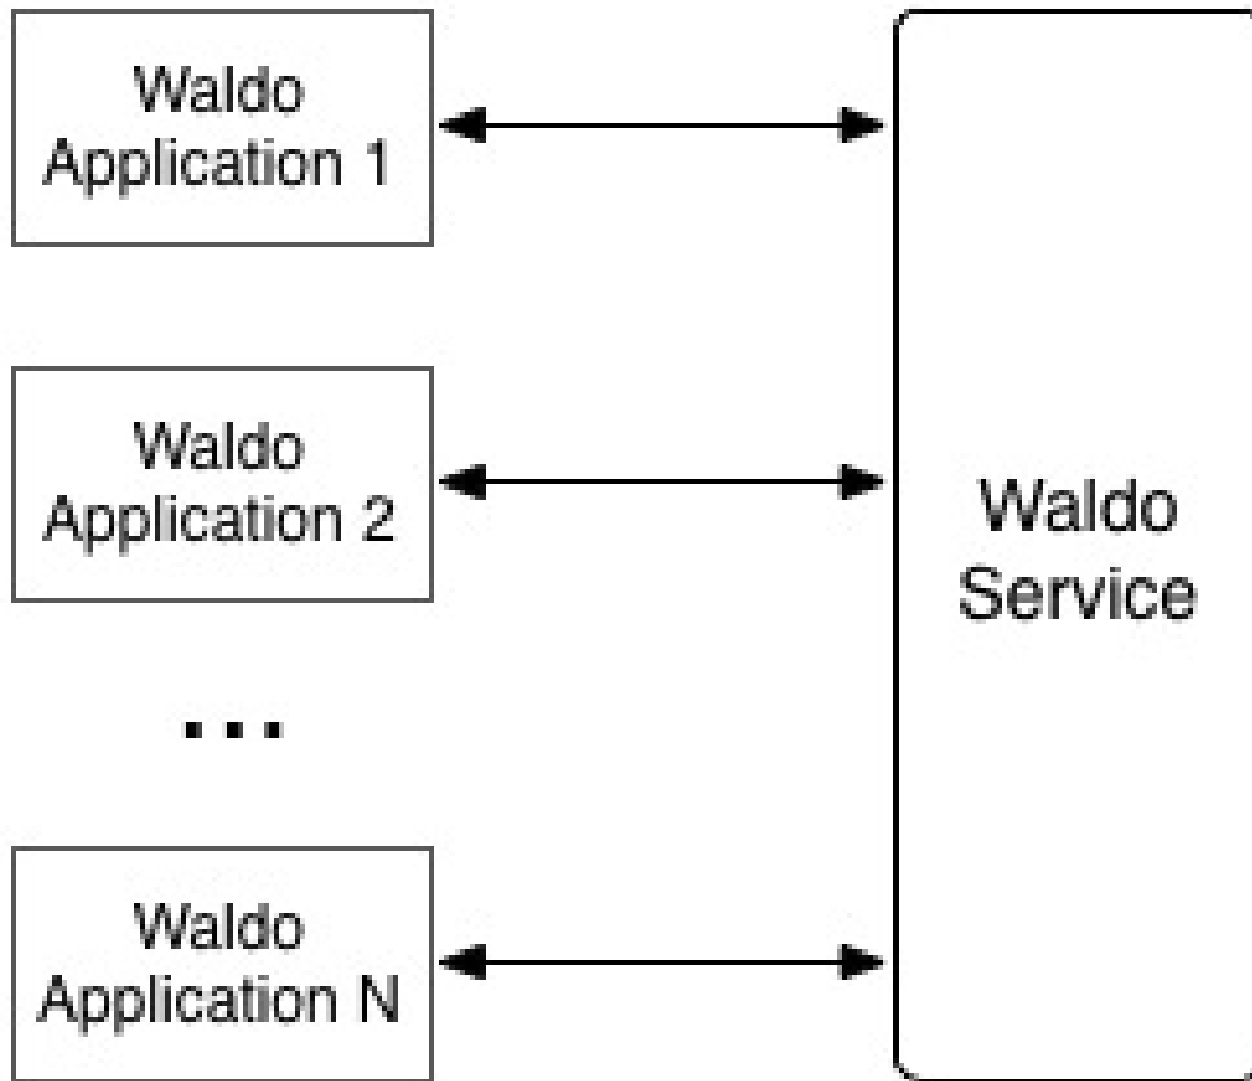 Waldo
Application 1
Waldo
Application 2
...
Waldo
Application N
Waldo
Service